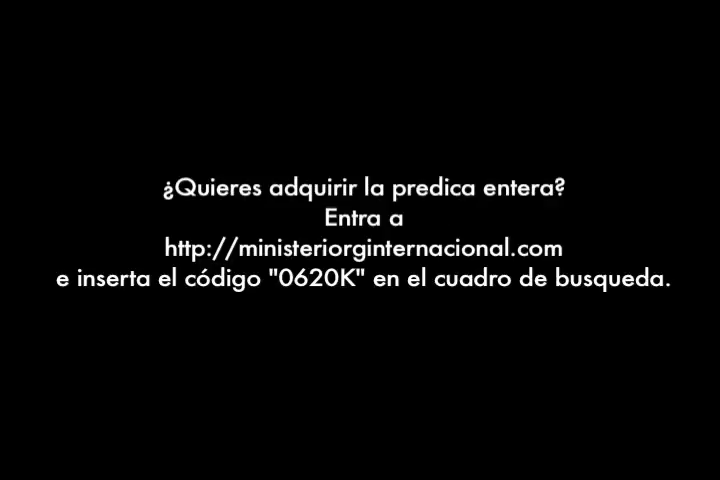 ¿Quieres adquirir la predica entera?
Entra a
http://ministeriorginternacional.com
e inserta el código "0620K" en el cuadro de busqueda.